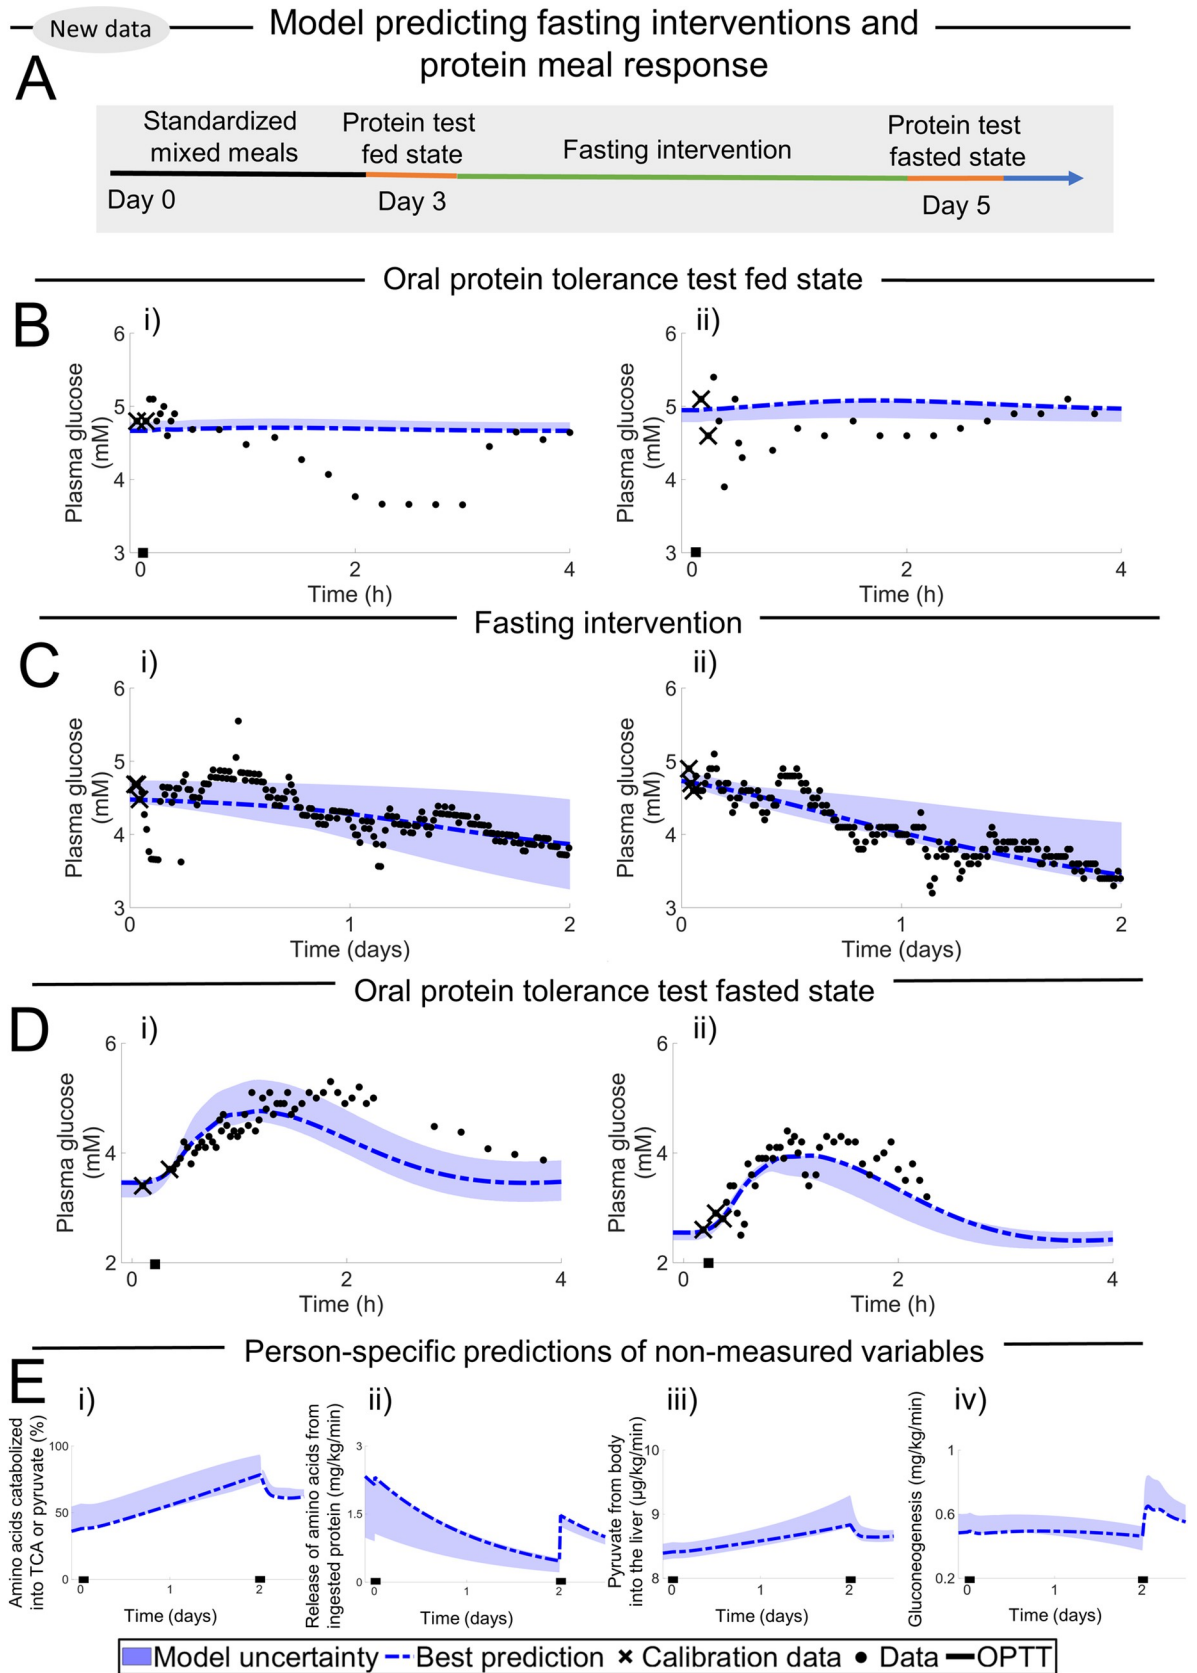 New data
Model predicting fasting interventions and
protein meal response
A
Standardized
mixed meals
Protein test
fed state
Fasting intervention
Protein test
fasted state
Day 0
Day 3
Day 5
Oral protein tolerance test fed state
B
i)
Plasma glucose
(mM)
6
5
4
3
0
2
4
Time (h)
ii)
Plasma glucose
(mM)
6
5
4
3
0
2
4
Time (h)
Fasting intervention
C
i)
Plasma glucose
(mM)
6
5
4
3
0
1
2
Time (days)
ii)
Plasma glucose
(mM)
6
5
4
3
0
1
2
Time (days)
Oral protein tolerance test fasted state
D
i)
Plasma glucose
(mM)
6
4
2
0
2
4
Time (h)
ii)
Plasma glucose
(mM)
6
4
2
0
2
4
Time (h)
Person-specific predictions of non-measured variables
E
i)
Amino acids catabolized
into TCA or pyruvate (%)
100
50
0
0
1
2
Time (days)
ii)
Release of amino acids from
ingested protein (mg/kg/min)
3
1.5
0
0
1
2
Time (days)
iii)
Pyruvate from body
into the liver (µg/kg/min)
10
9
8
0
1
2
Time (days)
iv)
Gluconeogenesis (mg/kg/min)
1
0.6
0.2
0
1
2
Time (days)
Model uncertainty
Best prediction
Calibration data
Data
OPTT